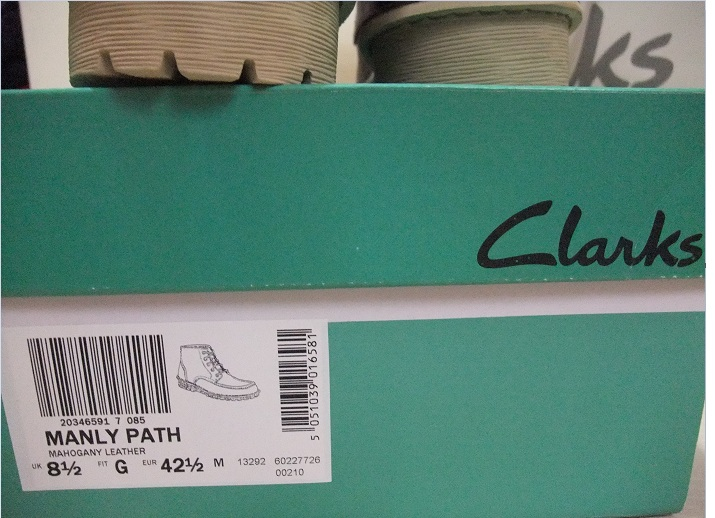 ks
Clarks
5 051039 016581
20346591 7 085
MANLY PATH
MAHOGANY LEATHER
UK 8½ FIT G EUR 42½ M 13292 60227726
00210